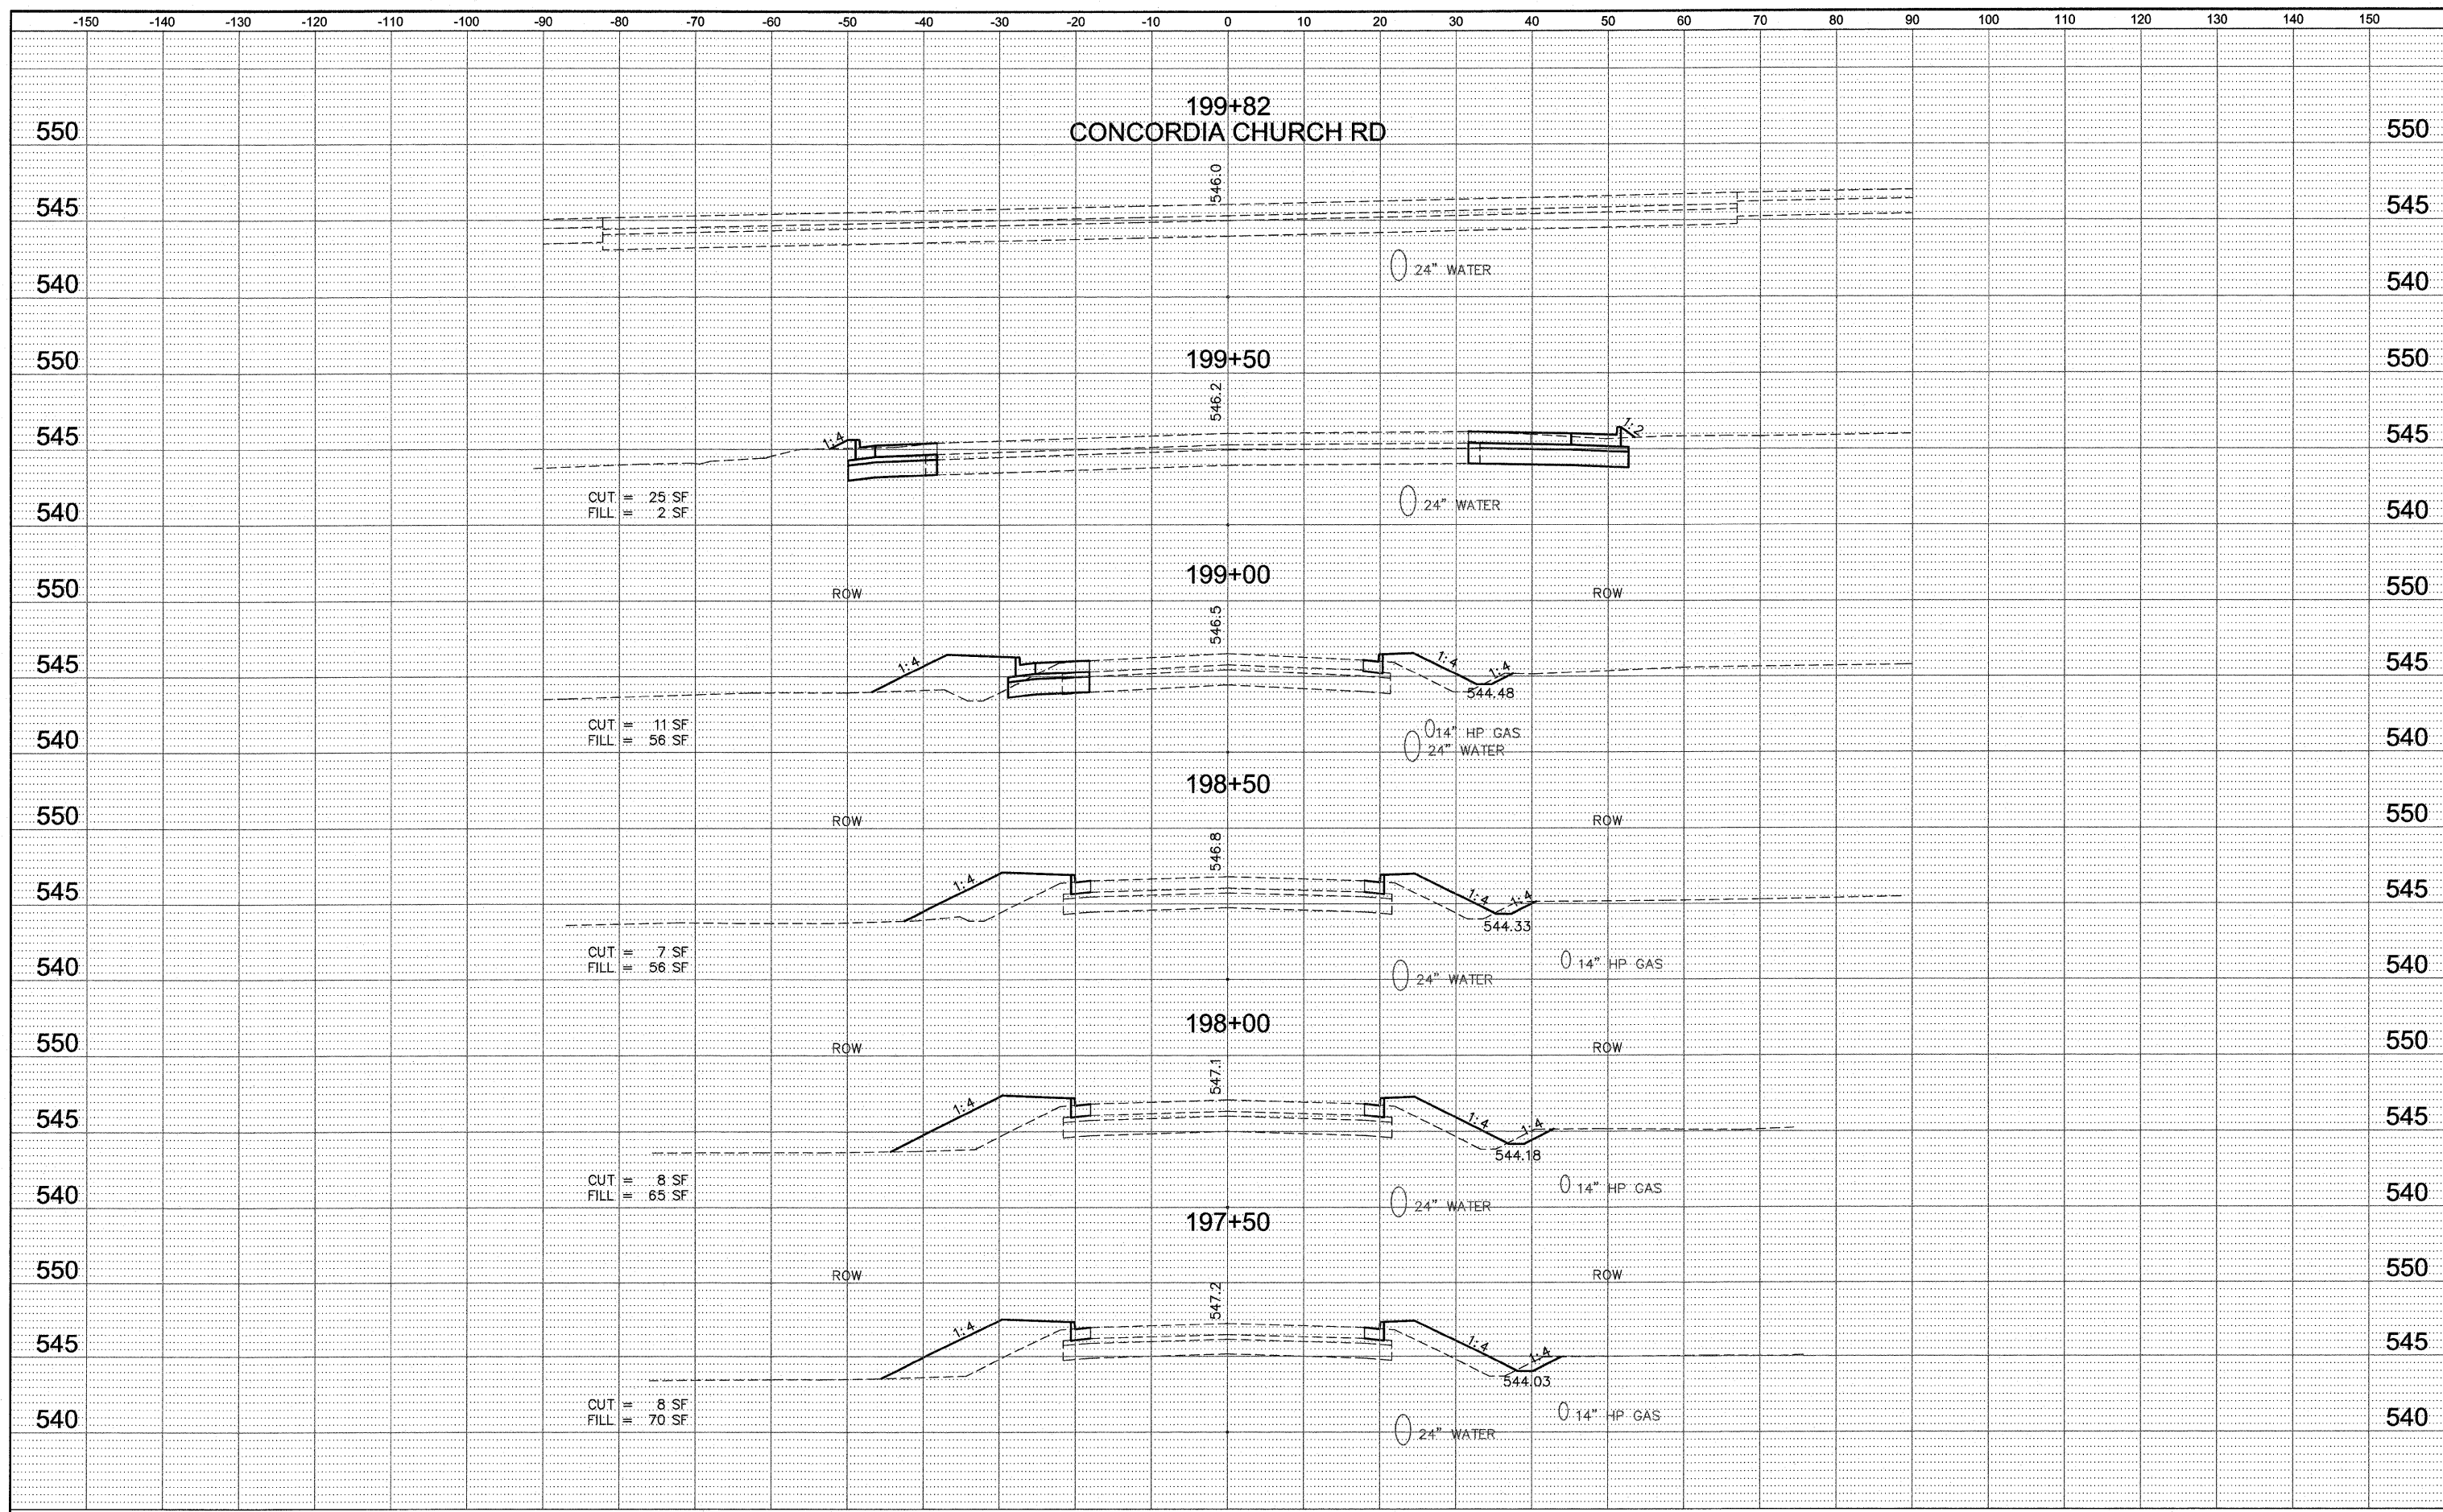 -150 -140 -130 -120 -110 -100 -90 -80 -70 -60 -50 -40 -30 -20 -10 0 10 20 30 40 50 60 70 80 90 100 110 120 130 140 150
199+82
CONCORDIA CHURCH RD
550 550
546.0
545 545
24" WATER
540 540
199+50
550 550
546.2
1:4 1:2
545 545
CUT = 25 SF
FILL = 2 SF
24" WATER
540 540
199+00
550 ROW ROW 550
546.5
1:4 1:4 1:4
545 545
544.48
CUT = 11 SF
FILL = 56 SF
14" HP GAS
24" WATER
540 540
198+50
550 ROW ROW 550
546.8
1:4 1:4 1:4
545 545
544.33
CUT = 7 SF
FILL = 56 SF
14" HP GAS
24" WATER
540 540
198+00
550 ROW ROW 550
547.1
1:4 1:4 1:4
545 545
544.18
CUT = 8 SF
FILL = 65 SF
14" HP GAS
24" WATER
540 540
197+50
550 ROW ROW 550
547.2
1:4 1:4 1:4
545 545
544.03
CUT = 8 SF
FILL = 70 SF
14" HP GAS
24" WATER
540 540